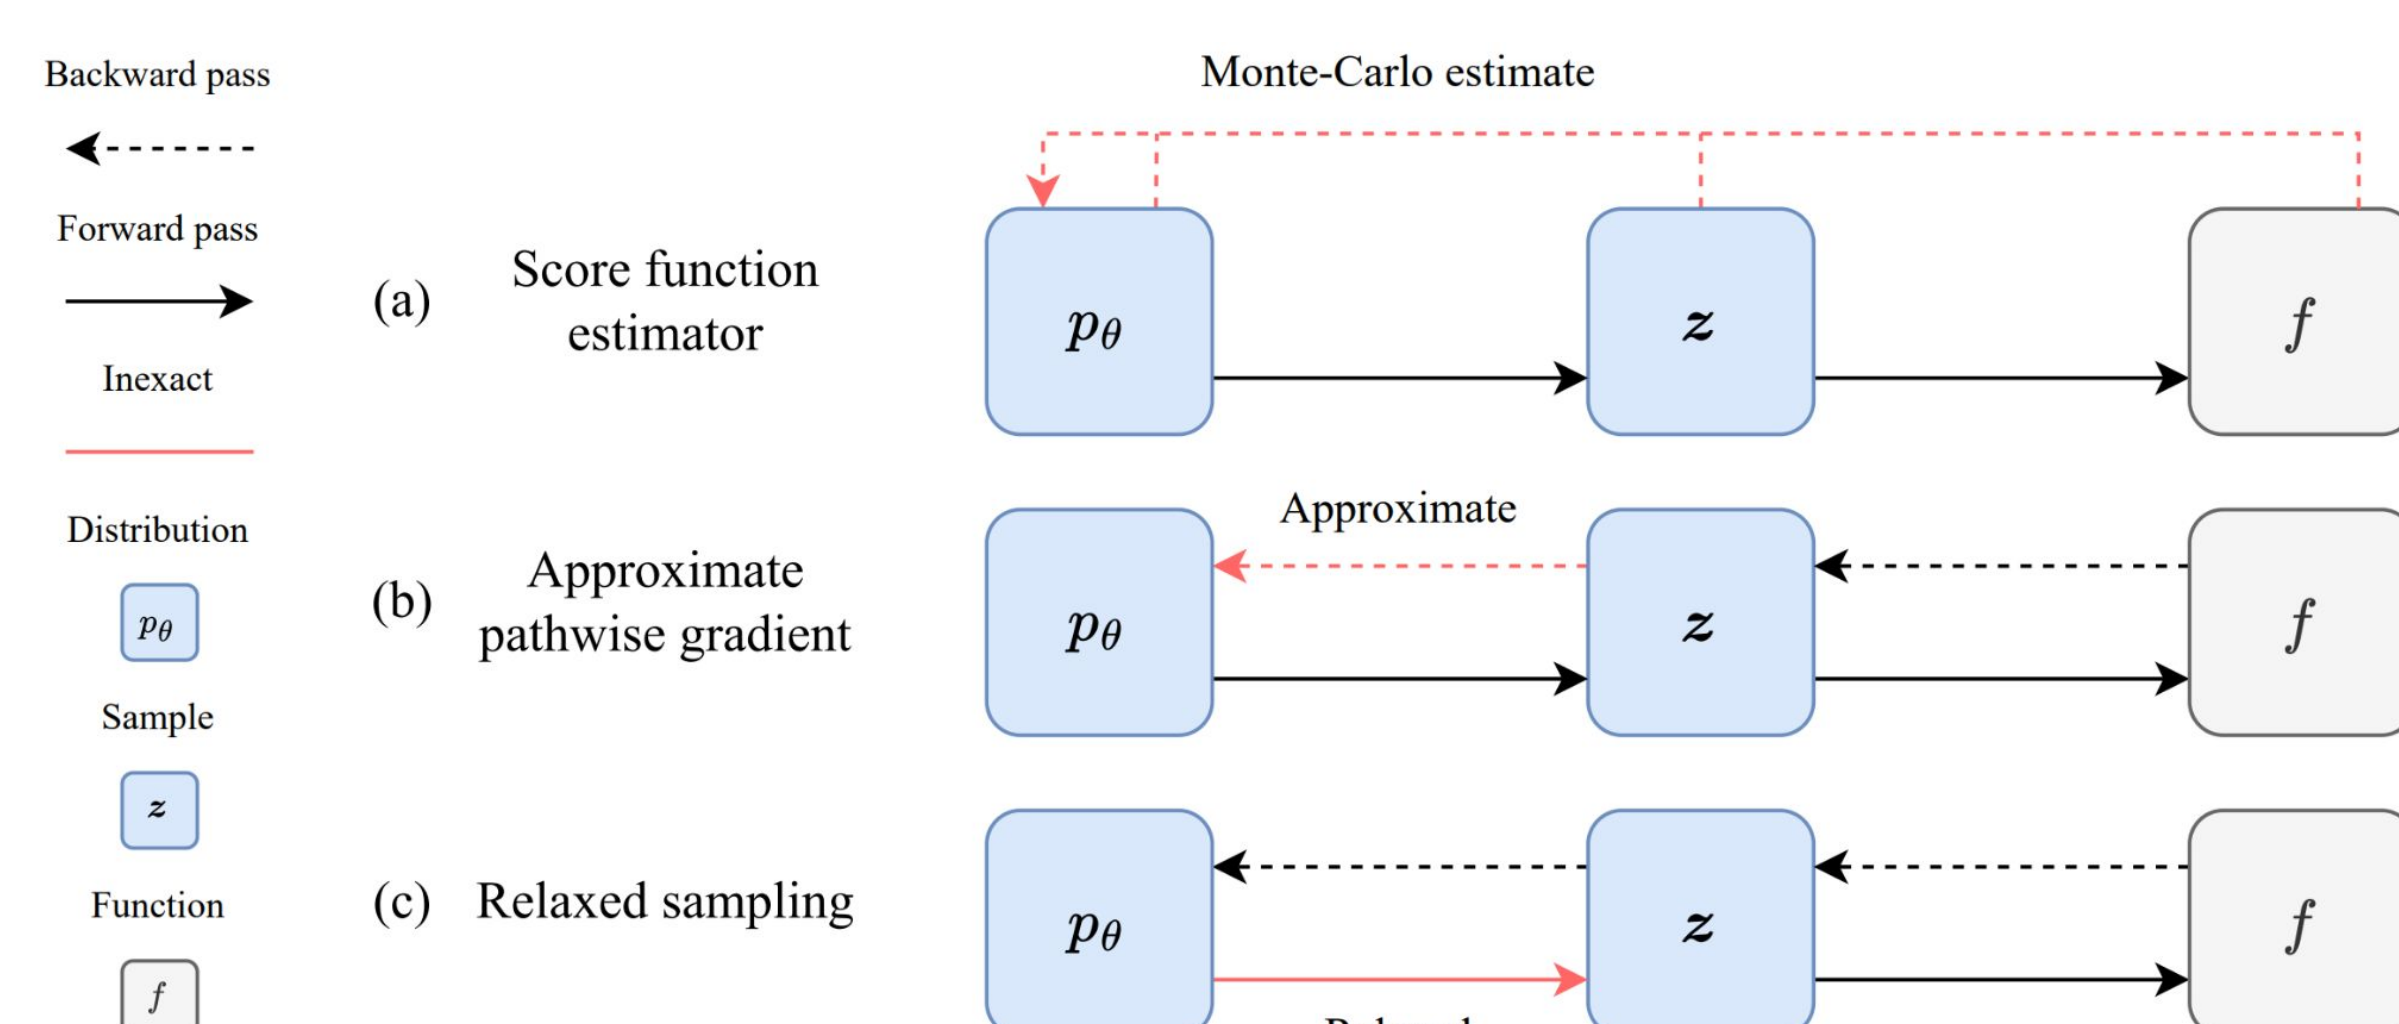 Backward pass
Forward pass
Inexact
Distribution
pθ
Sample
z
Function
f
Monte-Carlo estimate
(a) Score function
estimator
pθ z f
Approximate
(b) Approximate
pathwise gradient
pθ z f
(c) Relaxed sampling
pθ z f